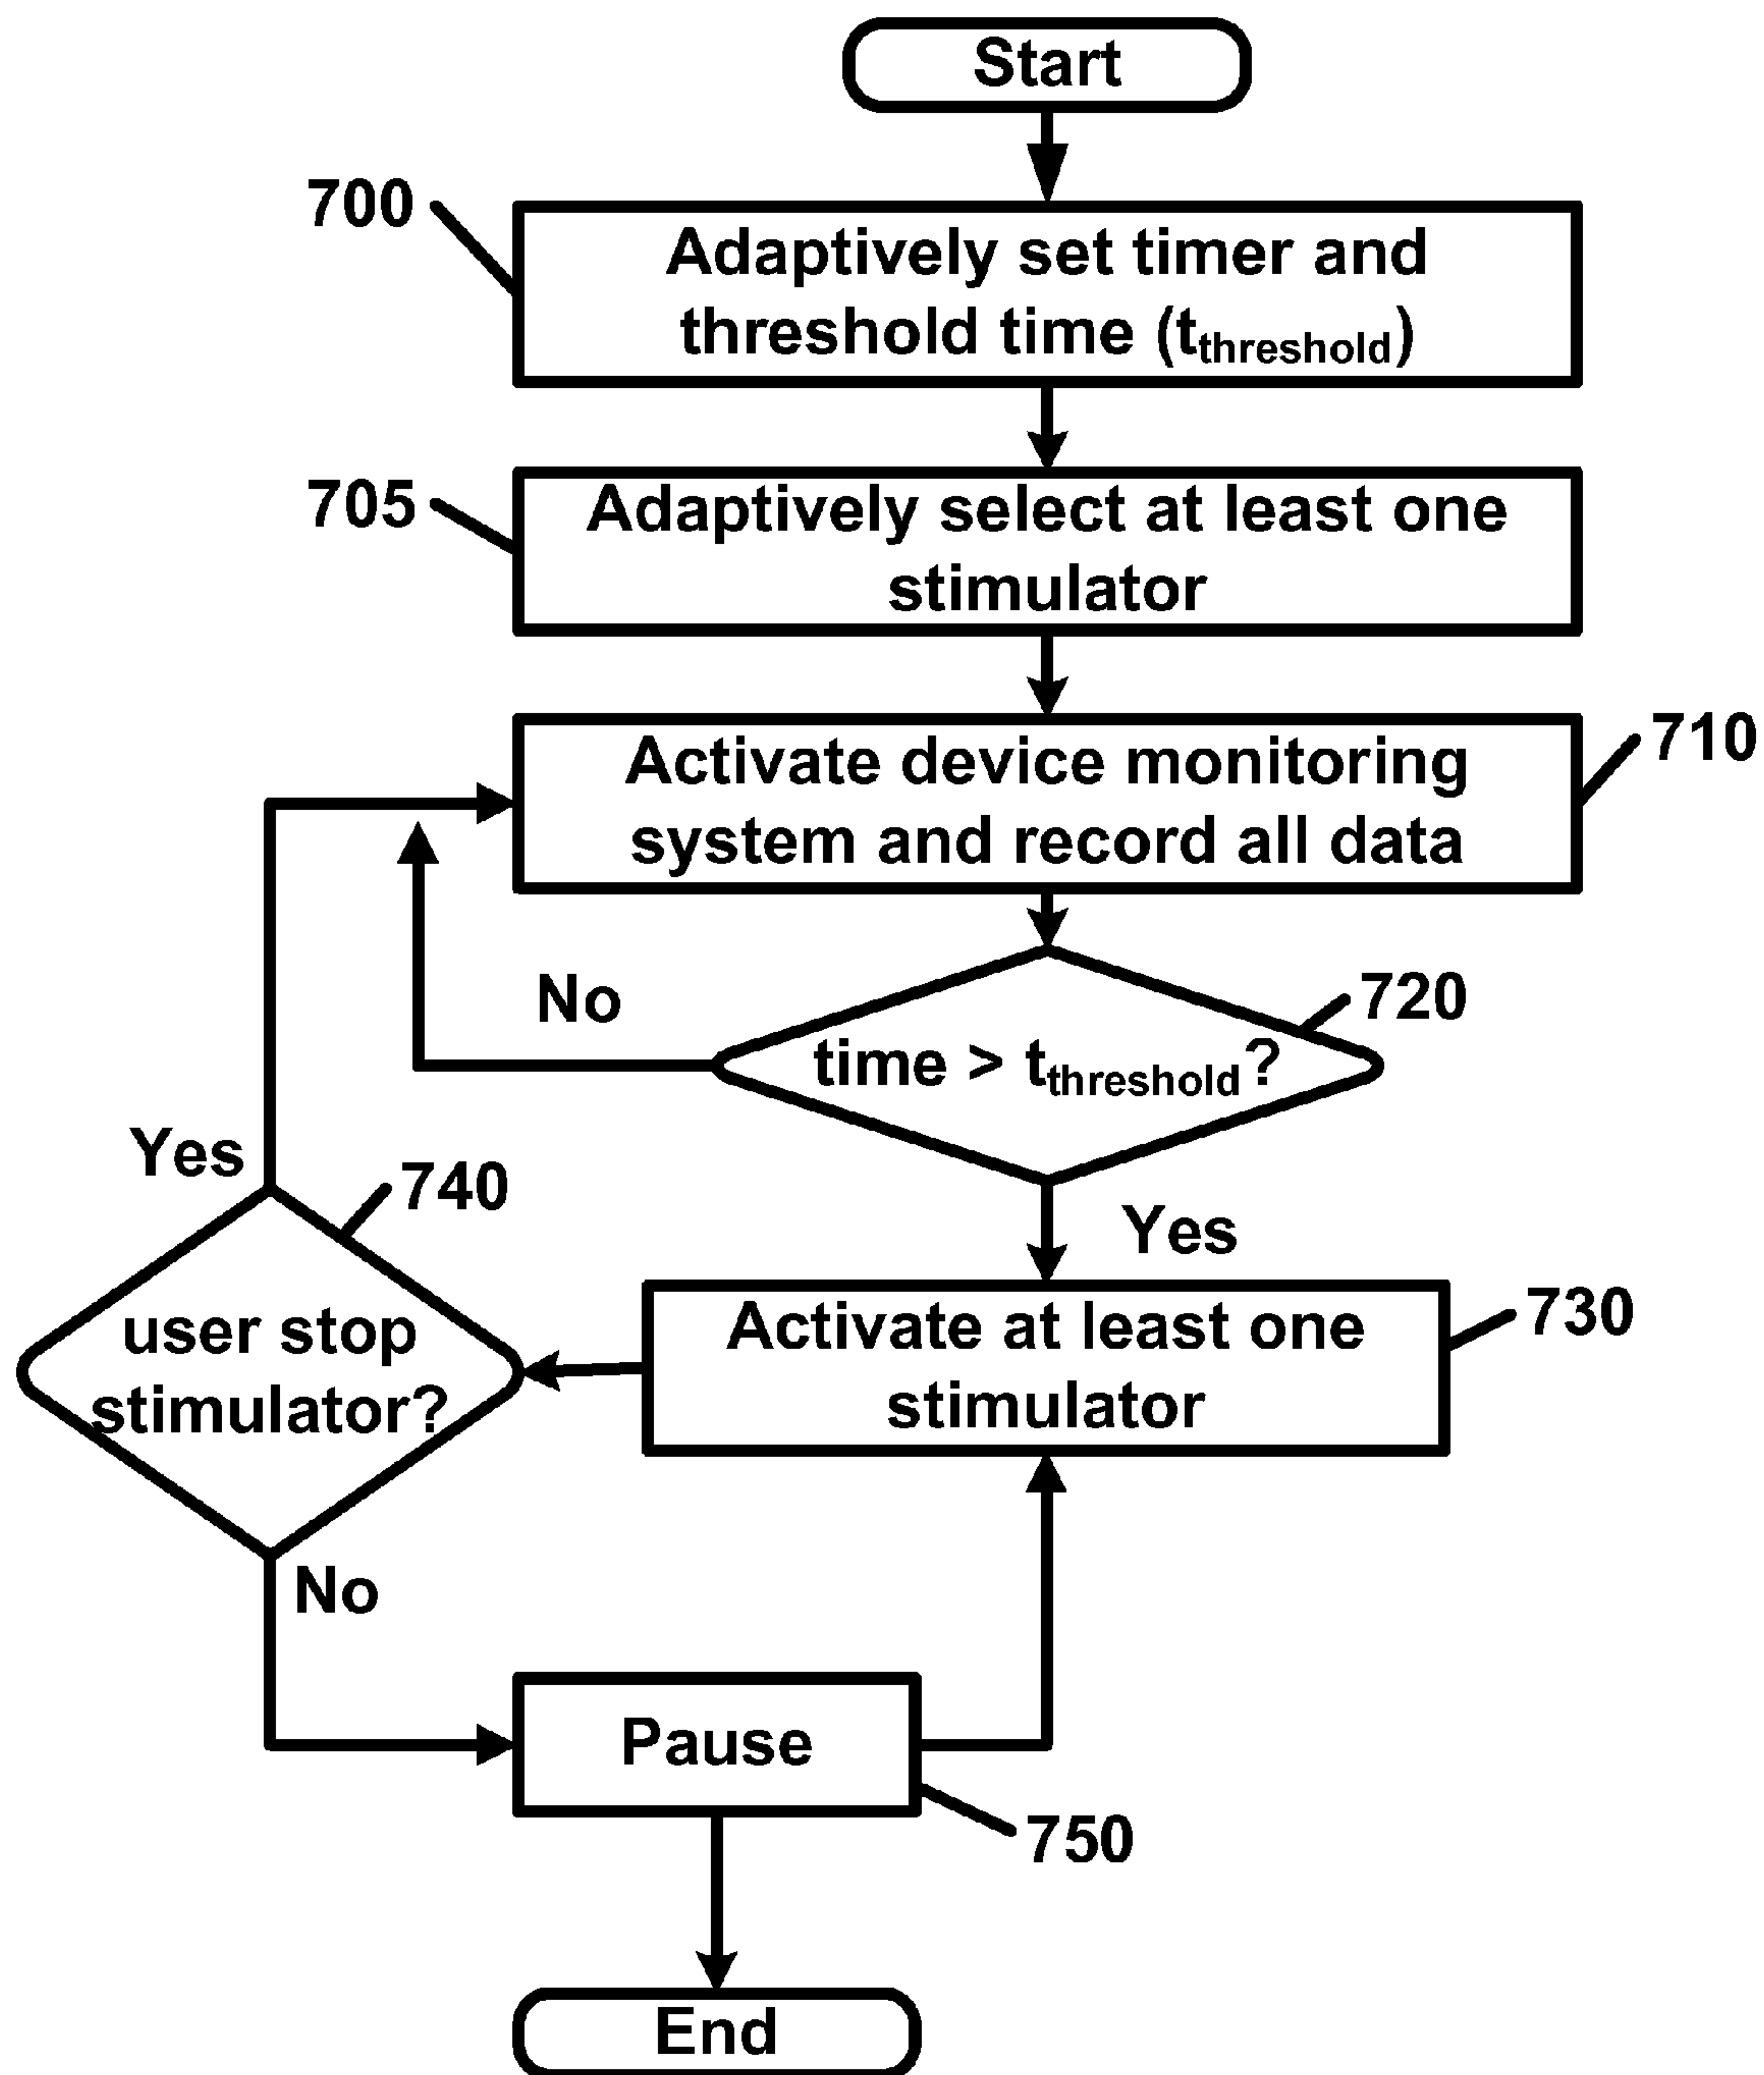 Start
700
Adaptively set timer and
threshold time (t_threshold)
705
Adaptively select at least one
stimulator
710
Activate device monitoring
system and record all data
No
720
time > t_threshold?
Yes
740
Yes
user stop
stimulator?
Activate at least one
stimulator
730
No
Pause
750
End